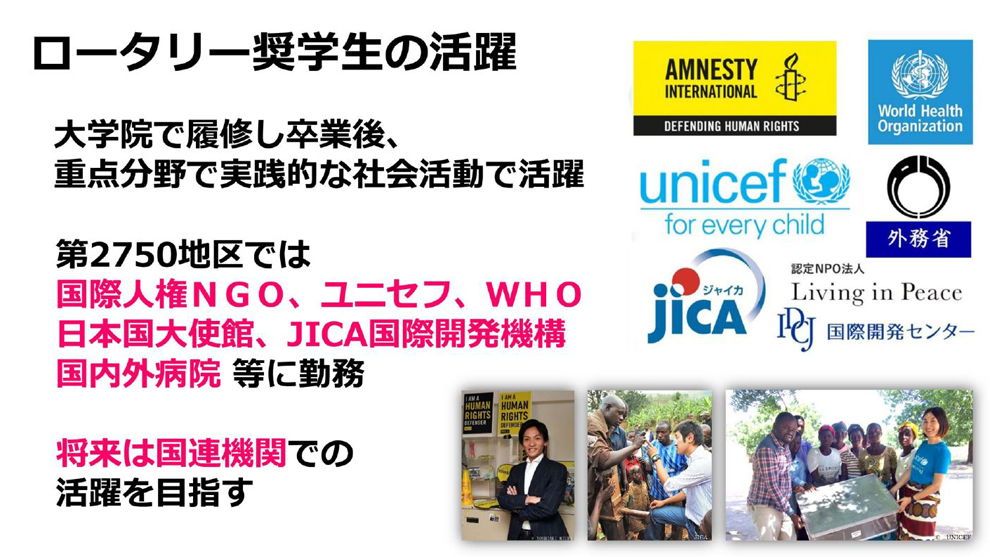 ロータリー奨学生の活躍
大学院で履修し卒業後、
重点分野で実践的な社会活動で活躍
第2750地区では
国際人権ＮＧＯ、ユニセフ、ＷＨＯ
日本国大使館、JICA国際開発機構
国内外病院 等に勤務
将来は国連機関での
活躍を目指す
AMNESTY
INTERNATIONAL
DEFENDING HUMAN RIGHTS
World Health
Organization
unicef
for every child
外務省
ジャイカ
jICA
認定NPO法人
Living in Peace
IDCJ 国際開発センター
I AM A
HUMAN
RIGHTS
DEFENDER
I AM A
HUMAN
RIGHTS
DEFENDER
JICA
© UNICEF